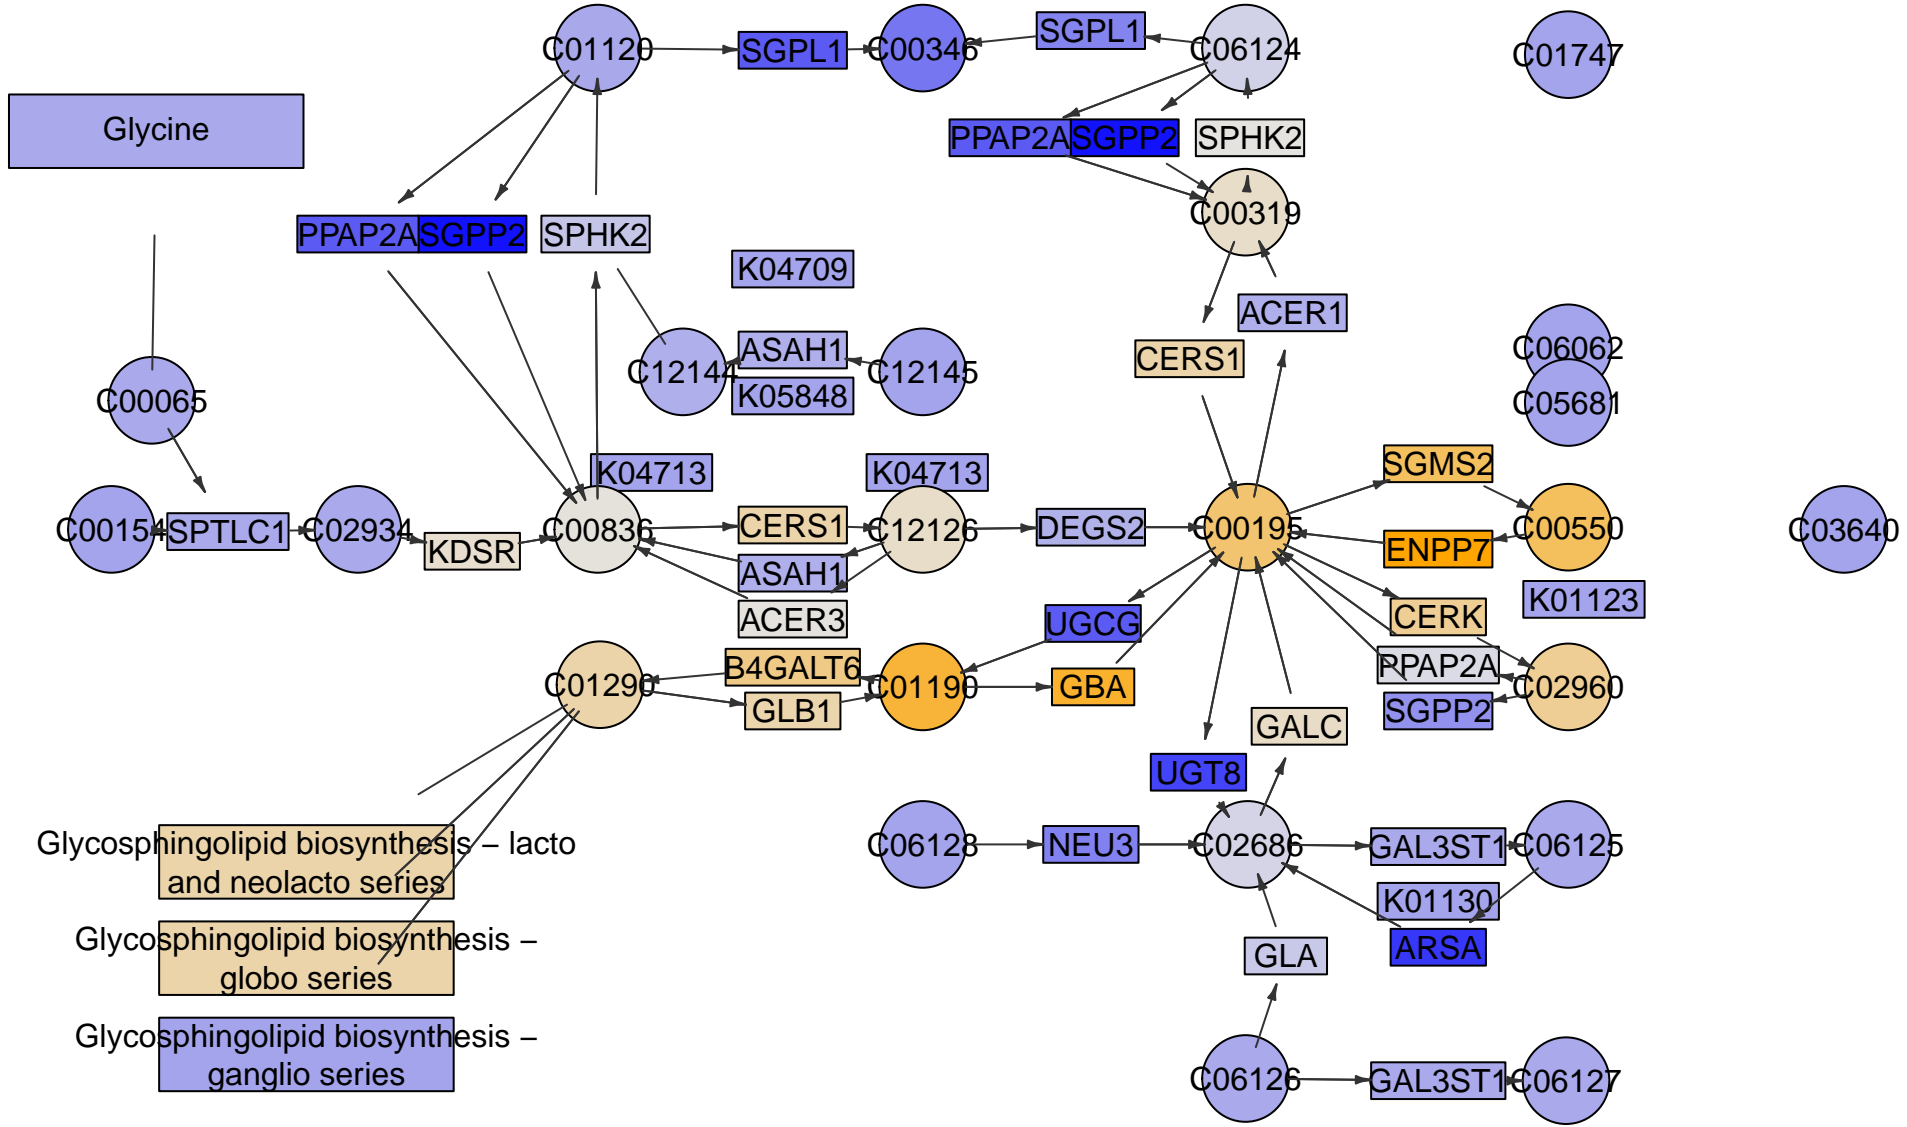 C01120
SGPL1
C00346
SGPL1
C06124
C01747
Glycine
PPAP2A
SGPP2
SPHK2
C00319
PPAP2A
SGPP2
SPHK2
K04709
ACER1
C12144
ASAH1
C12145
K05848
CERS1
C06062
C05681
C00065
K04713
K04713
SGMS2
C00154
SPTLC1
C02934
KDSR
C00836
CERS1
C12126
DEGS2
C00195
C00550
C03640
ENPP7
ASAH1
ACER3
K01123
UGCG
CERK
C01290
B4GALT6
GLB1
C01190
GBA
PPAP2A
C02960
SGPP2
GALC
UGT8
Glycosphingolipid biosynthesis – lacto
and neolacto series
C06128
NEU3
C02686
GAL3ST1
C06125
K01130
ARSA
Glycosphingolipid biosynthesis –
globo series
GLA
Glycosphingolipid biosynthesis –
ganglio series
C06126
GAL3ST1
C06127